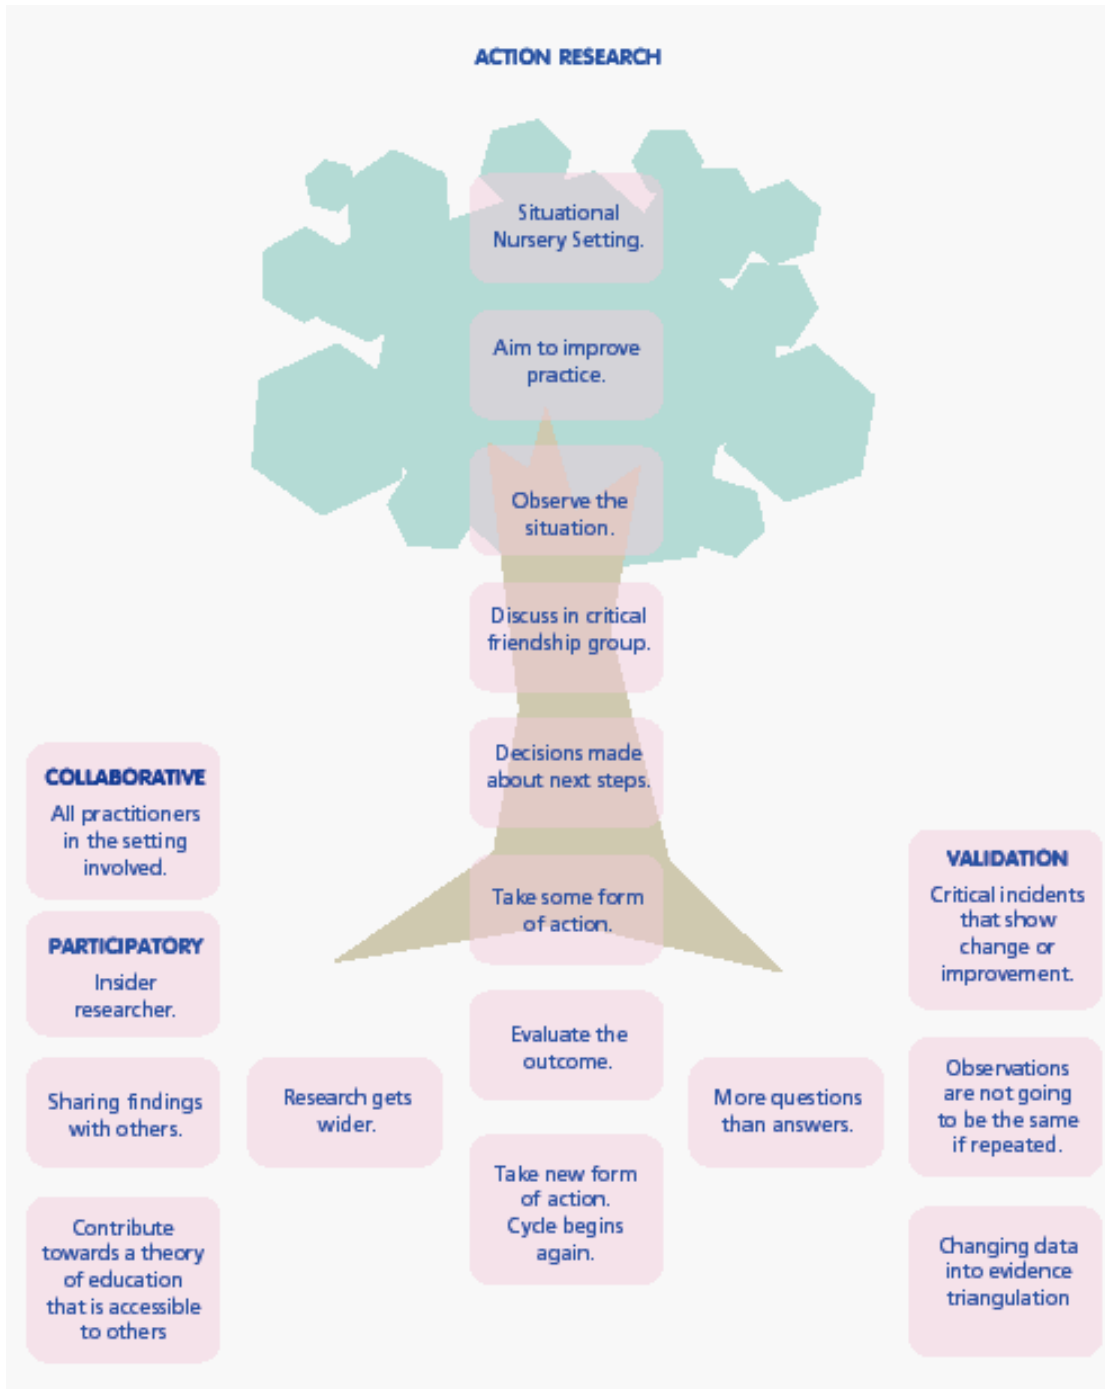 ACTION RESEARCH
Situational
Nursery Setting.
Aim to improve
practice.
Observe the
situation.
Discuss in critical
friendship group.
Decisions made
about next steps.
Take some form
of action.
Evaluate the
outcome.
Take new form
of action.
Cycle begins
again.
COLLABORATIVE
All practitioners
in the setting
involved.
PARTICIPATORY
Insider
researcher.
Sharing findings
with others.
Contribute
towards a theory
of education
that is accessible
to others
Research gets
wider.
More questions
than answers.
VALIDATION
Critical incidents
that show
change or
improvement.
Observations
are not going
to be the same
if repeated.
Changing data
into evidence
triangulation